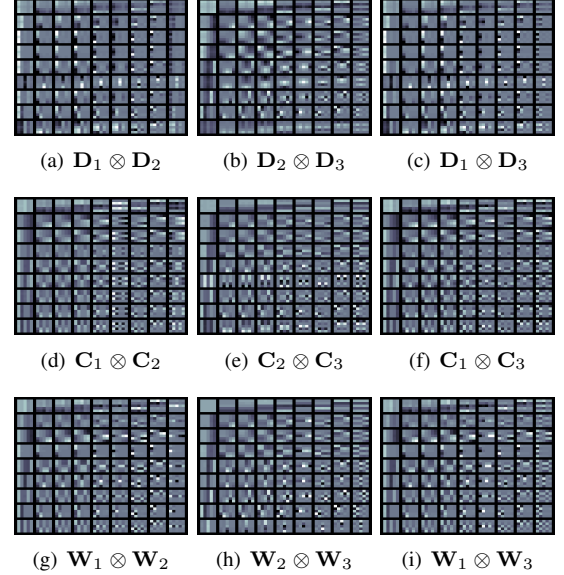 (a) D₁ ⊗ D₂ (b) D₂ ⊗ D₃ (c) D₁ ⊗ D₃
(d) C₁ ⊗ C₂ (e) C₂ ⊗ C₃ (f) C₁ ⊗ C₃
(g) W₁ ⊗ W₂ (h) W₂ ⊗ W₃ (i) W₁ ⊗ W₃